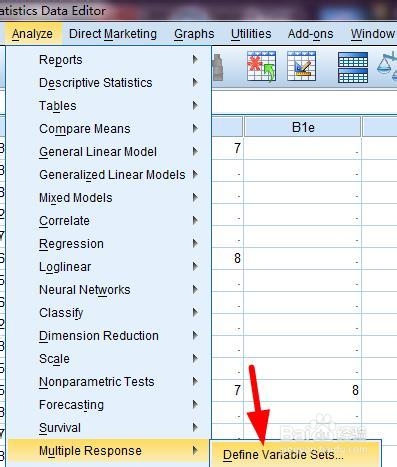 tatistics Data Editor
Analyze Direct Marketing Graphs Utilities Add-ons Window
Reports
Descriptive Statistics
Tables
Compare Means
General Linear Model
Generalized Linear Models
Mixed Models
Correlate
Regression
Loglinear
Neural Networks
Classify
Dimension Reduction
Scale
Nonparametric Tests
Forecasting
Survival
Multiple Response
Define Variable Sets...
B1e
7
8
7 8